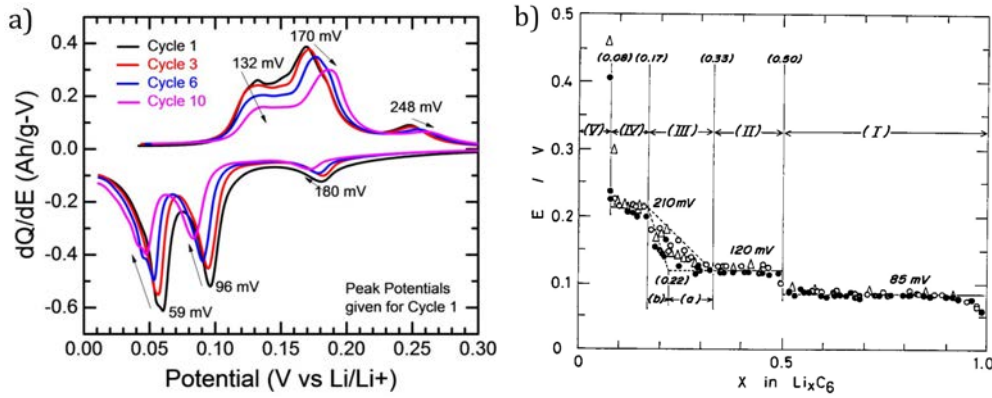 a)
Cycle 1
Cycle 3
Cycle 6
Cycle 10
170 mV
132 mV
248 mV
180 mV
96 mV
59 mV
Peak Potentials
given for Cycle 1
0.4
0.2
0.0
-0.2
-0.4
-0.6
dQ/dE (Ah/g-V)
0.00 0.05 0.10 0.15 0.20 0.25 0.30
Potential (V vs Li/Li+)
b)
0.5
0.4
0.3
0.2
0.1
0
E / V
(0.08) (0.17) (0.33) (0.50)
(V) (IV) (III) (II) (I)
210 mV
120 mV
85 mV
(0.22)
(b) (a)
0 0.5 1.0
X in LixC6